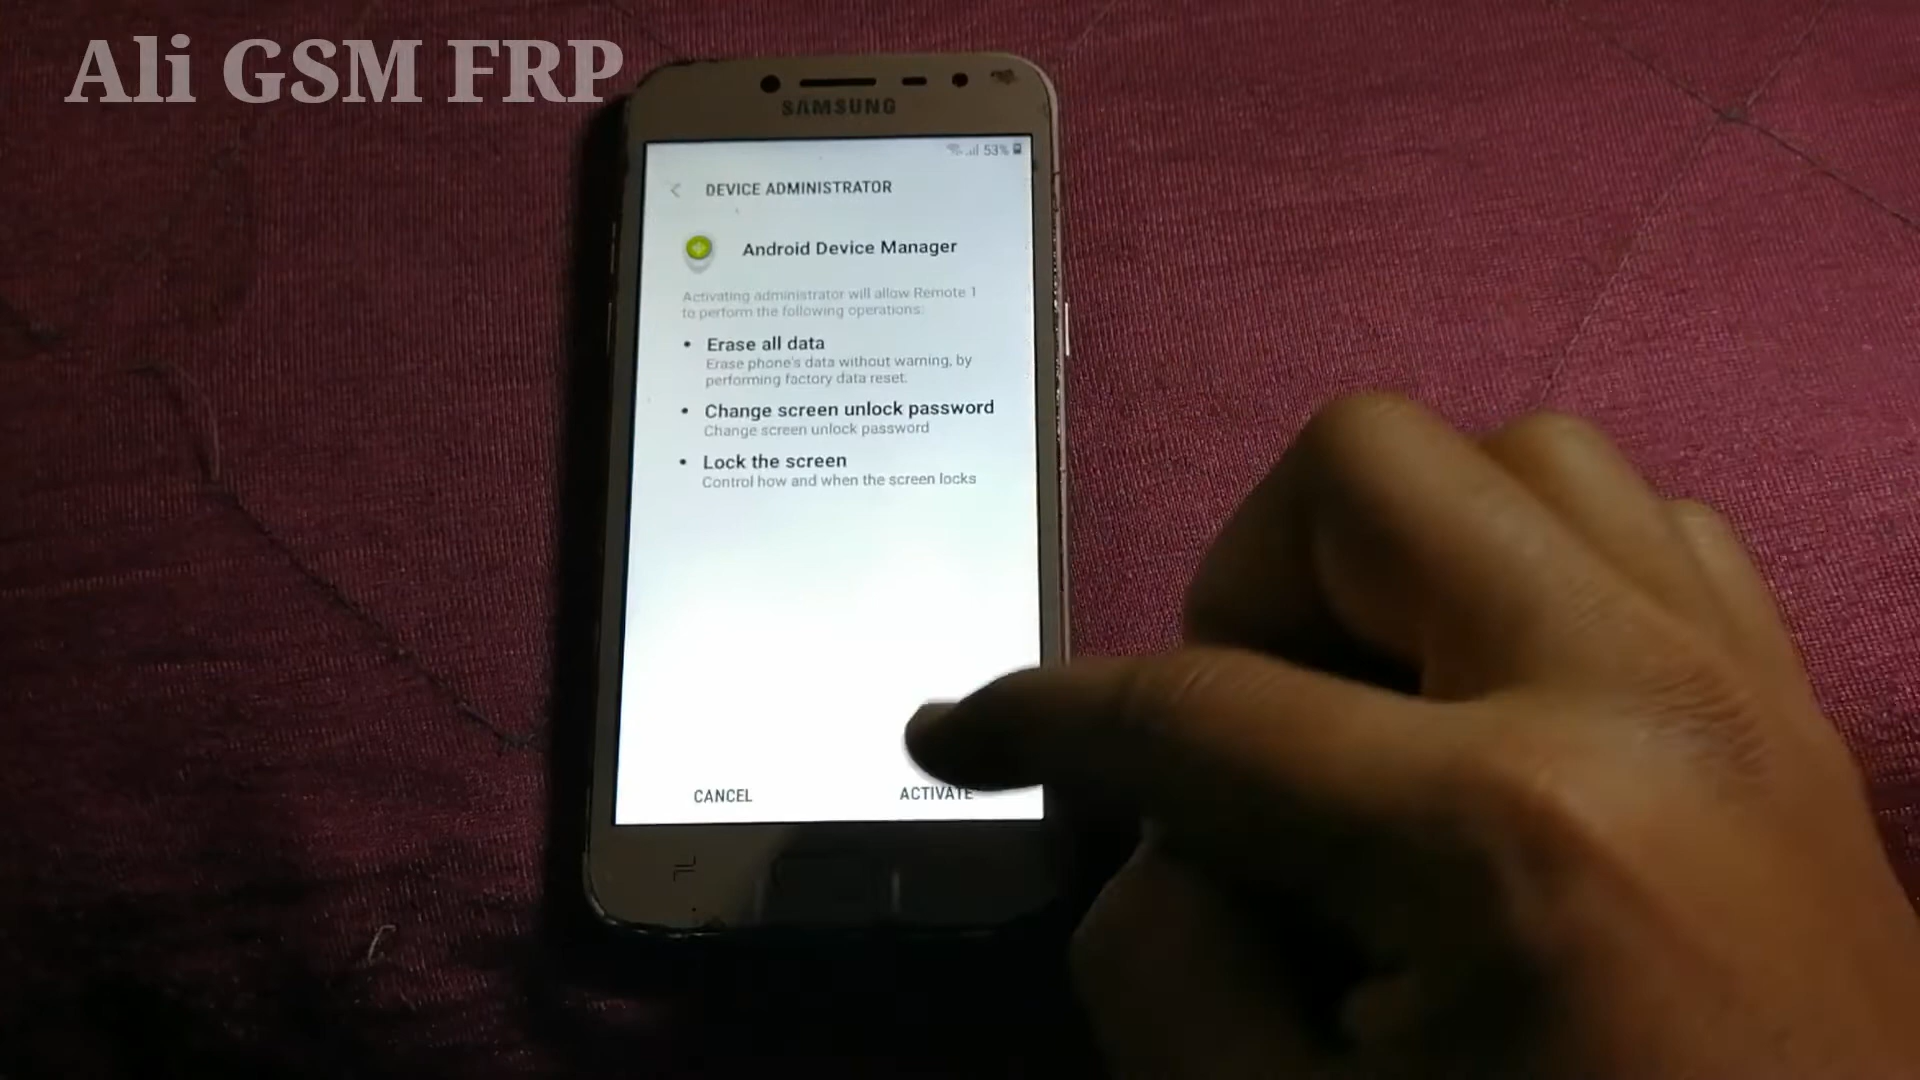 Ali GSM FRP
SAMSUNG
53%
DEVICE ADMINISTRATOR
Android Device Manager
Activating administrator will allow Remote 1
to perform the following operations:
• Erase all data
Erase phone's data without warning, by
performing factory data reset.
• Change screen unlock password
Change screen unlock password
• Lock the screen
Control how and when the screen locks
CANCEL
ACTIVATE